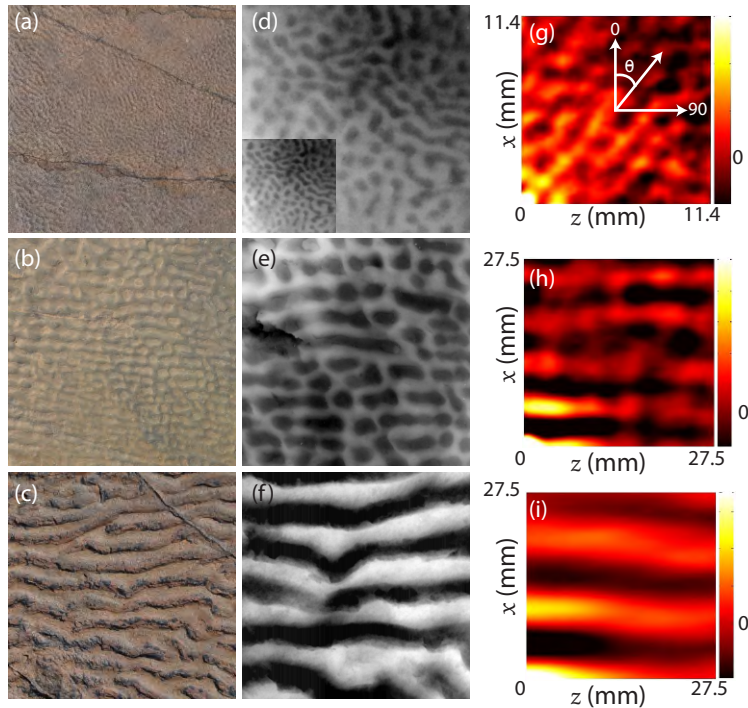 (a)
(d)
(g)
11.4
0
θ
90
x (mm)
0
0
z (mm)
11.4
(b)
(e)
(h)
27.5
x (mm)
0
0
z (mm)
27.5
(c)
(f)
(i)
27.5
x (mm)
0
0
z (mm)
27.5